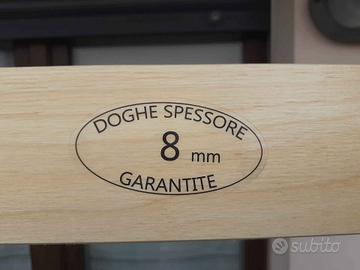 DOGHE SPESSORE
8 mm
GARANTITE
subito